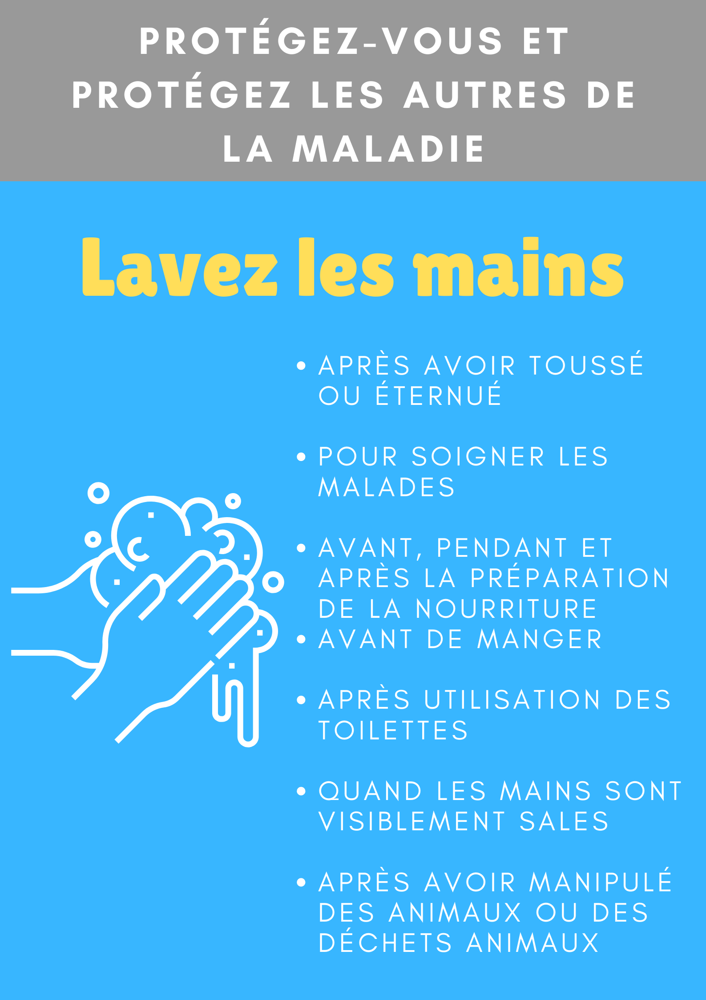 PROTÉGEZ-VOUS ET
PROTÉGEZ LES AUTRES DE
LA MALADIE
Lavez les mains
• APRÈS AVOIR TOUSSÉ
OU ÉTERNUÉ
• POUR SOIGNER LES
MALADES
• AVANT, PENDANT ET
APRÈS LA PRÉPARATION
DE LA NOURRITURE
• AVANT DE MANGER
• APRÈS UTILISATION DES
TOILETTES
• QUAND LES MAINS SONT
VISIBLEMENT SALES
• APRÈS AVOIR MANIPULÉ
DES ANIMAUX OU DES
DÉCHETS ANIMAUX